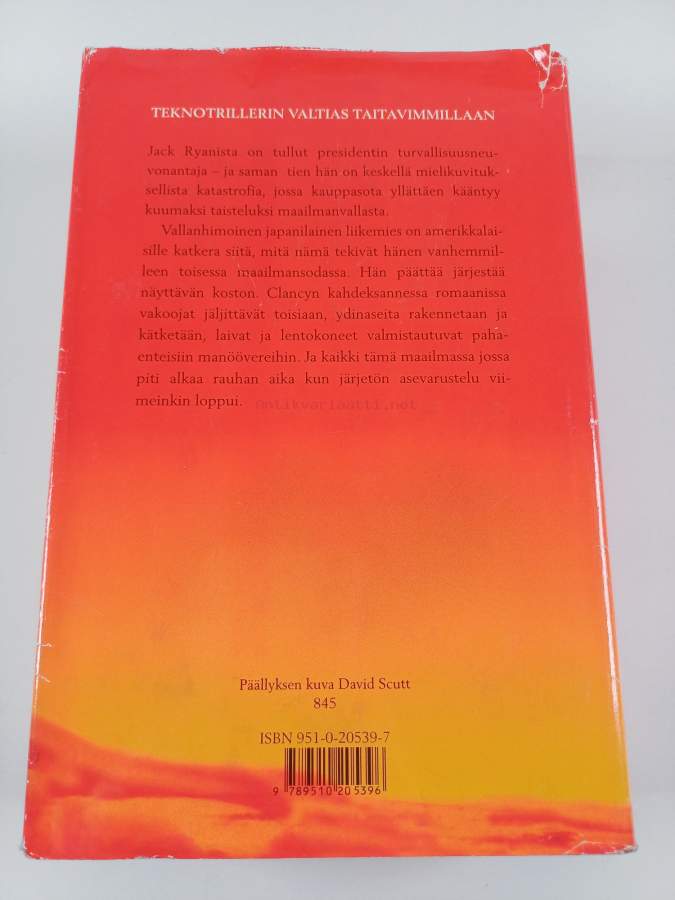 TEKNOTRILLERIN VALTIAS TAITAVIMMILLAAN
Jack Ryanista on tullut presidentin turvallisuusneu-
vonantaja – ja saman tien hän on keskellä mielikuvituk-
sellista katastrofia, jossa kauppasota yllättäen kääntyy
kuumaksi taisteluksi maailmanvallasta.
Vallanhimoinen japanilainen liikemies on amerikkalai-
sille katkera siitä, mitä nämä tekivät hänen vanhemmil-
leen toisessa maailmansodassa. Hän päättää järjestää
näyttävän koston. Clancyn kahdeksannessa romaanissa
vakoojat jäljittävät toisiaan, ydinaseita rakennetaan ja
kätketään, laivat ja lentokoneet valmistautuvat paha-
enteisiin manöövereihin. Ja kaikki tämä maailmassa jossa
piti alkaa rauhan aika kun järjetön asevarustelu vii-
meinkin loppui.
Antikvariaatti.net
Päällyksen kuva David Scutt
845
ISBN 951-0-20539-7
9 789510 205396